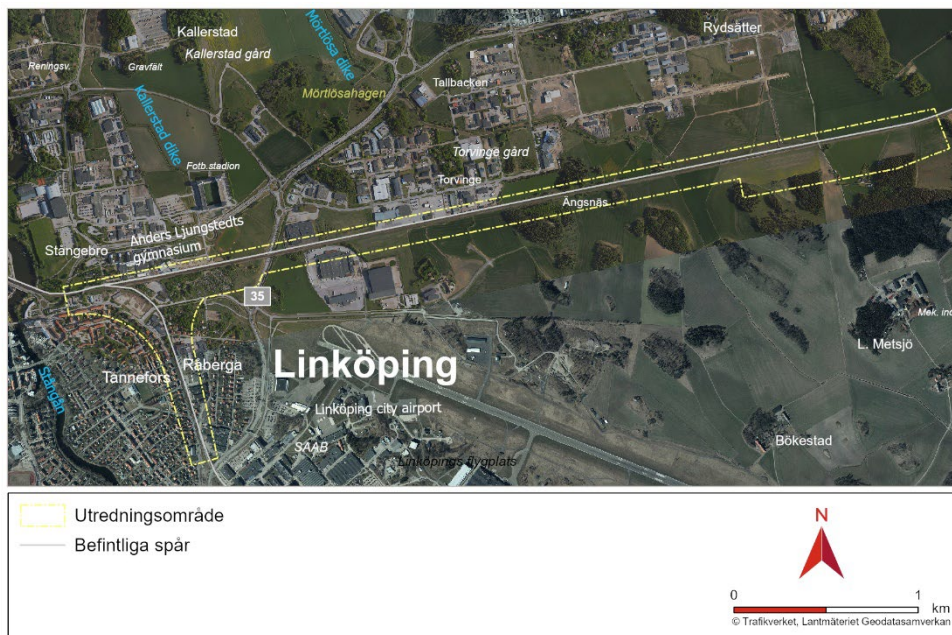 Kallerstad
Kallerstad gård
Mörtlösa dike
Rydsätter
Reningsv.
Gravfält
Tallbacken
Mörtlösahagen
Kallerstad dike
Fotb.stadion
Torvinge gård
Torvinge
Ängsnäs
Stångebro
Anders Ljungstedts
gymnasium
35
Mek. ind
L. Metsjö
Linköping
Tannefors
Råberga
Stångån
Linköping city airport
Bökestad
SAAB
Linköpings flygplats
Utredningsområde
Befintliga spår
N
0 1
km
© Trafikverket, Lantmäteriet Geodatasamverkan